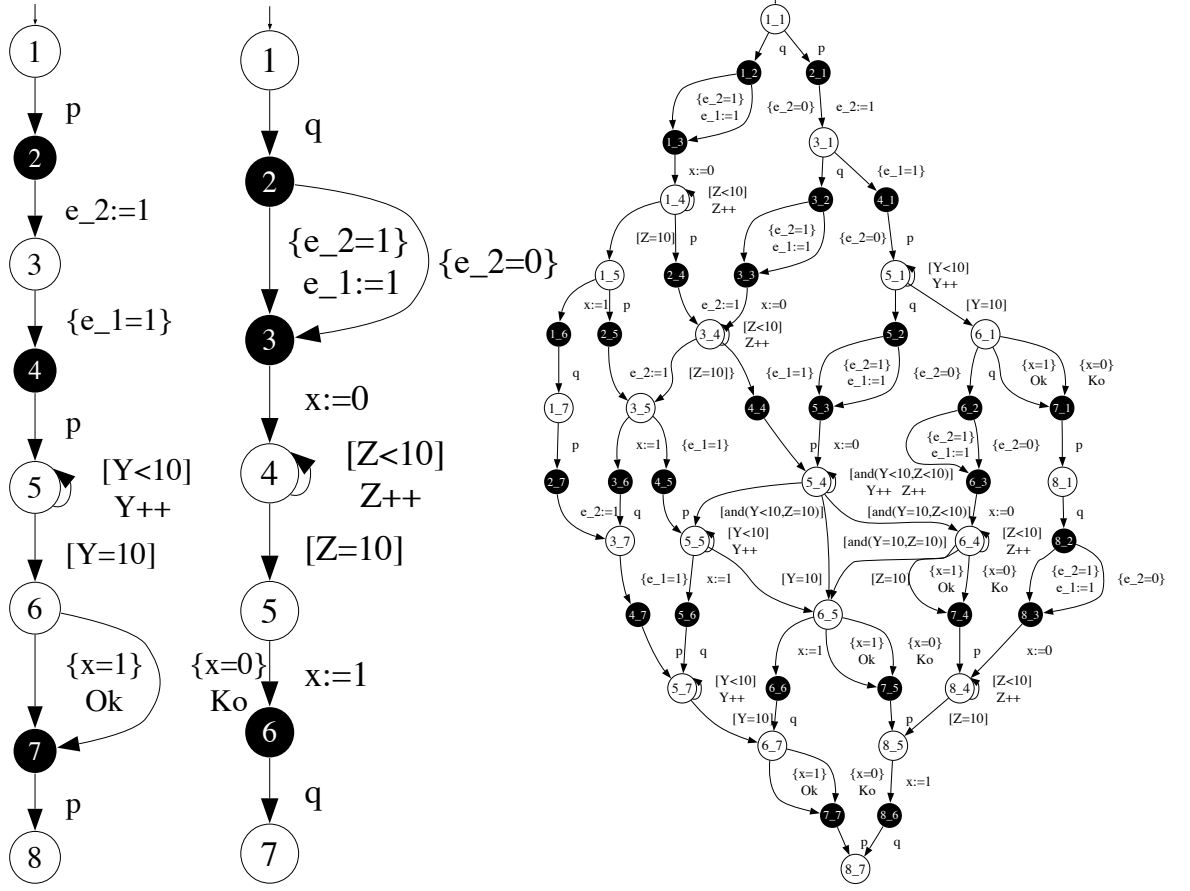 1
p
2
e_2:=1
3
{e_1=1}
4
p
5
[Y<10]
Y++
[Y=10]
6
{x=1}
Ok
{x=0}
Ko
7
p
8
1
q
2
{e_2=1}
e_1:=1
{e_2=0}
3
x:=0
4
[Z<10]
Z++
[Z=10]
5
x:=1
6
q
7
1_1
q
p
1_2
2_1
{e_2=1}
e_1:=1
{e_2=0}
e_2:=1
1_3
3_1
x:=0
q
{e_1=1}
1_4
[Z<10]
Z++
3_2
4_1
[Z=10]
p
{e_2=1}
e_1:=1
{e_2=0}
p
1_5
2_4
3_3
5_1
[Y<10]
Y++
x:=1
p
e_2:=1
x:=0
q
[Y=10]
1_6
2_5
3_4
[Z<10]
Z++
5_2
6_1
q
e_2:=1
[Z=10]}
{e_1=1}
{e_2=1}
e_1:=1
{e_2=0}
q
{x=1}
Ok
{x=0}
Ko
1_7
3_5
4_4
5_3
6_2
7_1
p
x:=1
{e_1=1}
p
x:=0
{e_2=1}
e_1:=1
{e_2=0}
p
2_7
3_6
4_5
5_4
[and(Y<10,Z<10)]
Y++ Z++
6_3
8_1
e_2:=1
q
p
[and(Y<10,Z=10)]
[and(Y=10,Z<10)]
x:=0
q
3_7
5_5
[Y<10]
Y++
[and(Y=10,Z=10)]
6_4
[Z<10]
Z++
8_2
{e_1=1}
x:=1
[Y=10]
[Z=10]
{x=1}
Ok
{x=0}
Ko
{e_2=1}
e_1:=1
{e_2=0}
4_7
5_6
6_5
7_4
8_3
p
q
x:=1
{x=1}
Ok
{x=0}
Ko
p
x:=0
5_7
[Y<10]
Y++
6_6
7_5
8_4
[Z<10]
Z++
[Y=10]
q
p
[Z=10]
6_7
8_5
{x=1}
Ok
{x=0}
Ko
x:=1
7_7
8_6
p
q
8_7